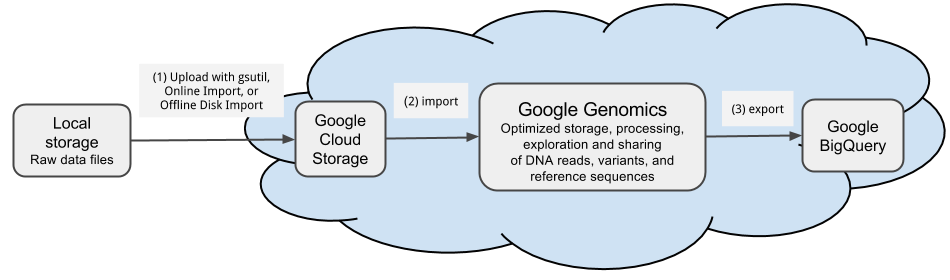 Local
storage
Raw data files
(1) Upload with gsutil,
Online Import, or
Offline Disk Import
Google
Cloud
Storage
(2) import
Google Genomics
Optimized storage, processing,
exploration and sharing
of DNA reads, variants, and
reference sequences
(3) export
Google
BigQuery